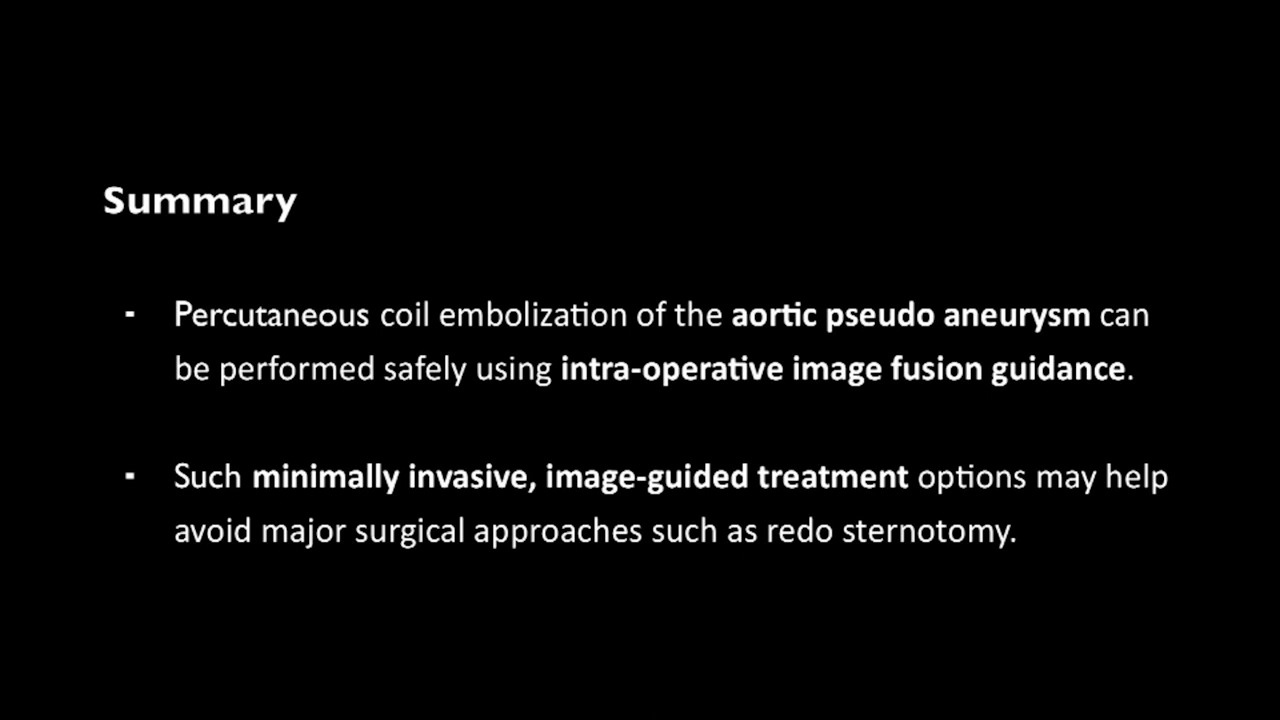 Summary
▪ Percutaneous coil embolization of the aortic pseudo aneurysm can
be performed safely using intra-operative image fusion guidance.
▪ Such minimally invasive, image-guided treatment options may help
avoid major surgical approaches such as redo sternotomy.